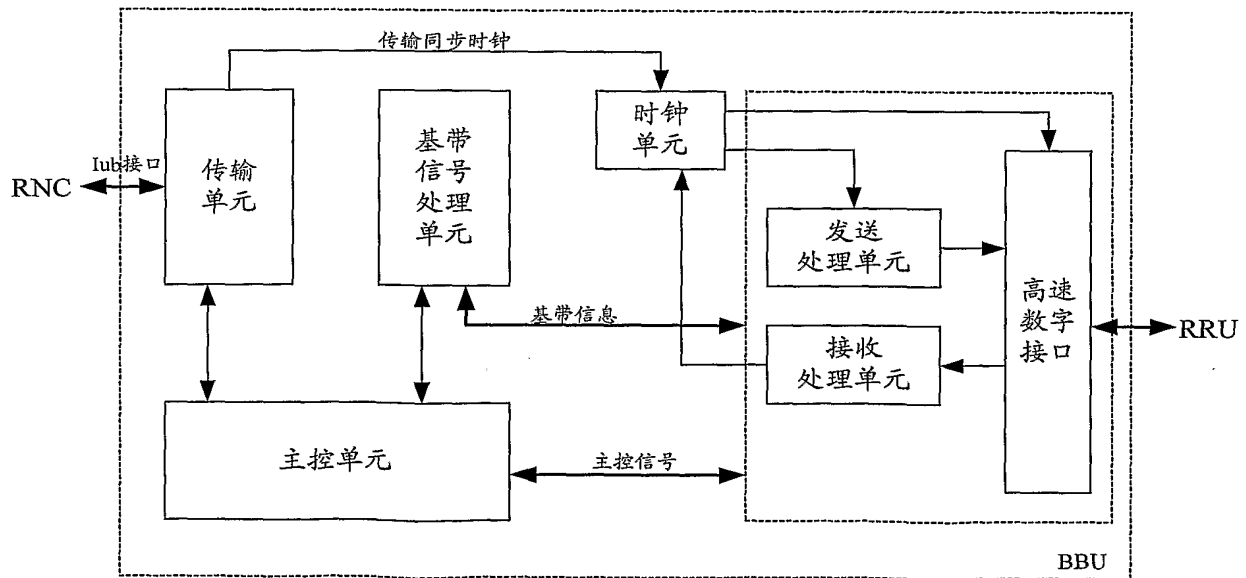 传输同步时钟
RNC
Iub接口
传输
单元
基带
信号
处理
单元
时钟
单元
发送
处理单元
接收
处理单元
高速
数字
接口
RRU
基带信息
主控单元
主控信号
BBU